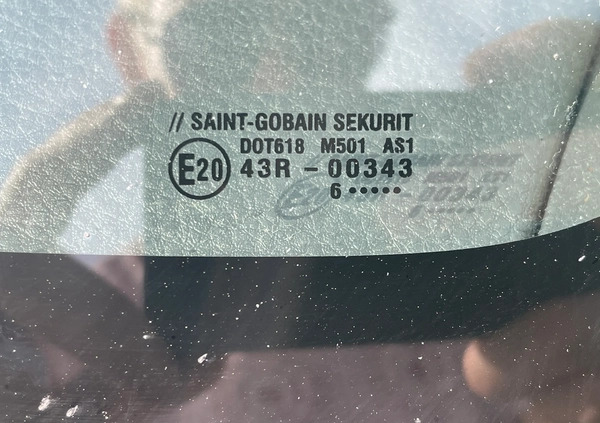 // SAINT-GOBAIN SEKURIT
DOT618 M501 AS1
E20 43R - 00343
6 •••••